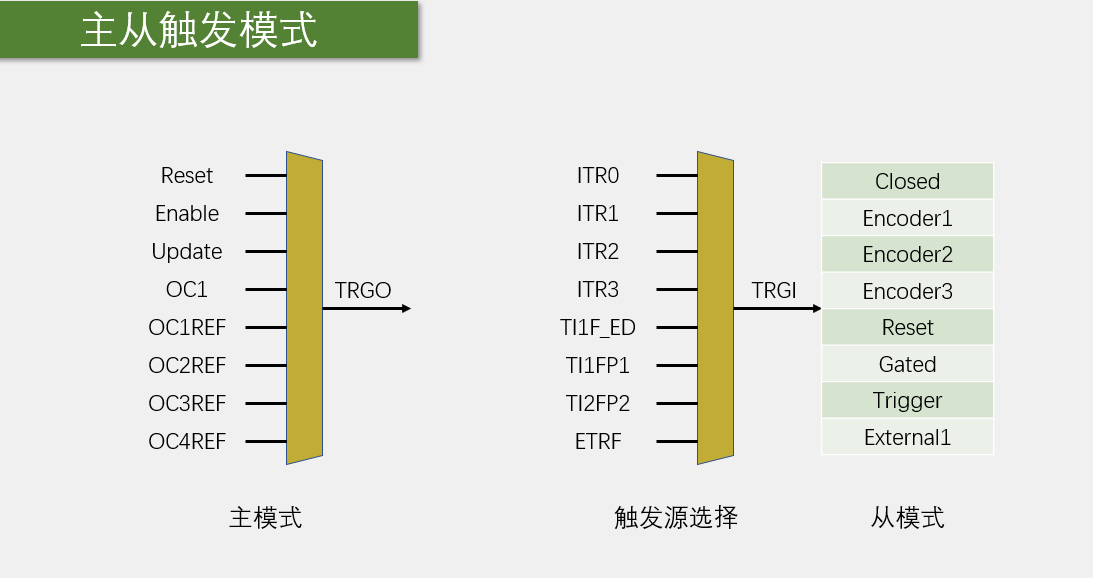 主从触发模式
Reset
Enable
Update
OC1
OC1REF
OC2REF
OC3REF
OC4REF
TRGO
主模式
ITR0
ITR1
ITR2
ITR3
TI1F_ED
TI1FP1
TI2FP2
ETRF
TRGI
触发源选择
Closed
Encoder1
Encoder2
Encoder3
Reset
Gated
Trigger
External1
从模式